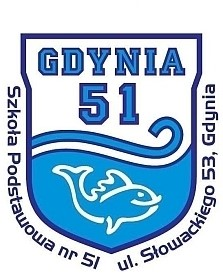 GDYNIA
51
Szkoła Podstawowa nr 51 ul. Słowackiego 53, Gdynia